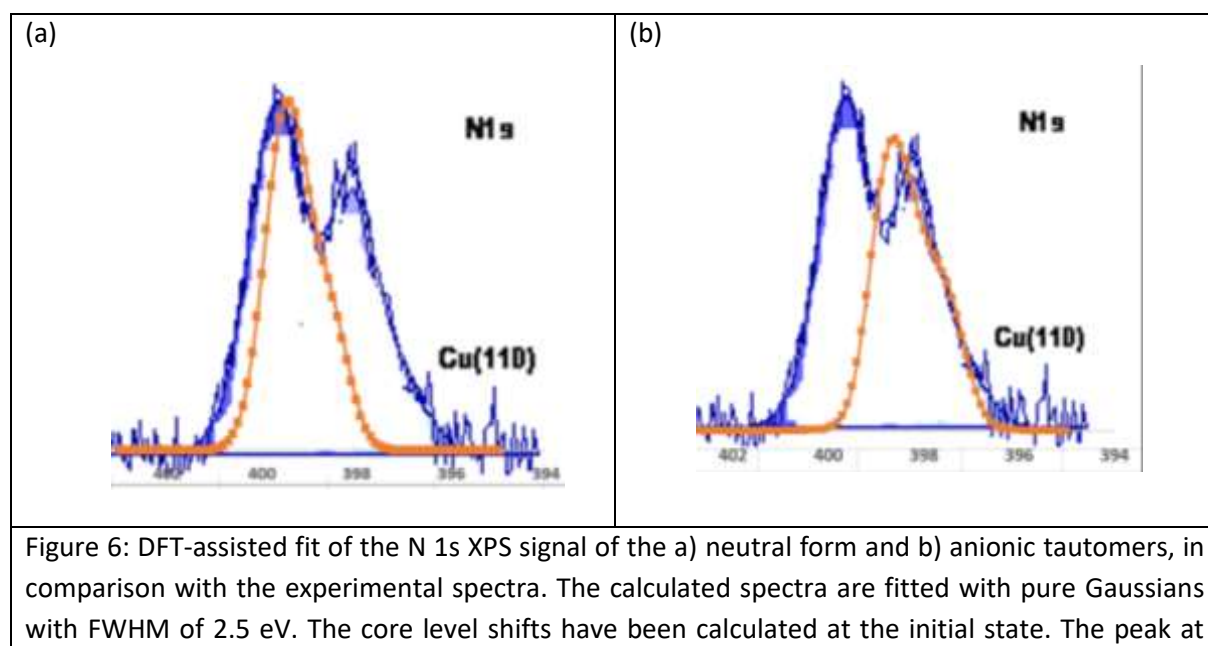 (a)
(b)
N1s
N1s
Cu(110)
Cu(110)
400 398 396 394
402 400 398 396 394
Figure 6: DFT-assisted fit of the N 1s XPS signal of the a) neutral form and b) anionic tautomers, in
comparison with the experimental spectra. The calculated spectra are fitted with pure Gaussians
with FWHM of 2.5 eV. The core level shifts have been calculated at the initial state. The peak at